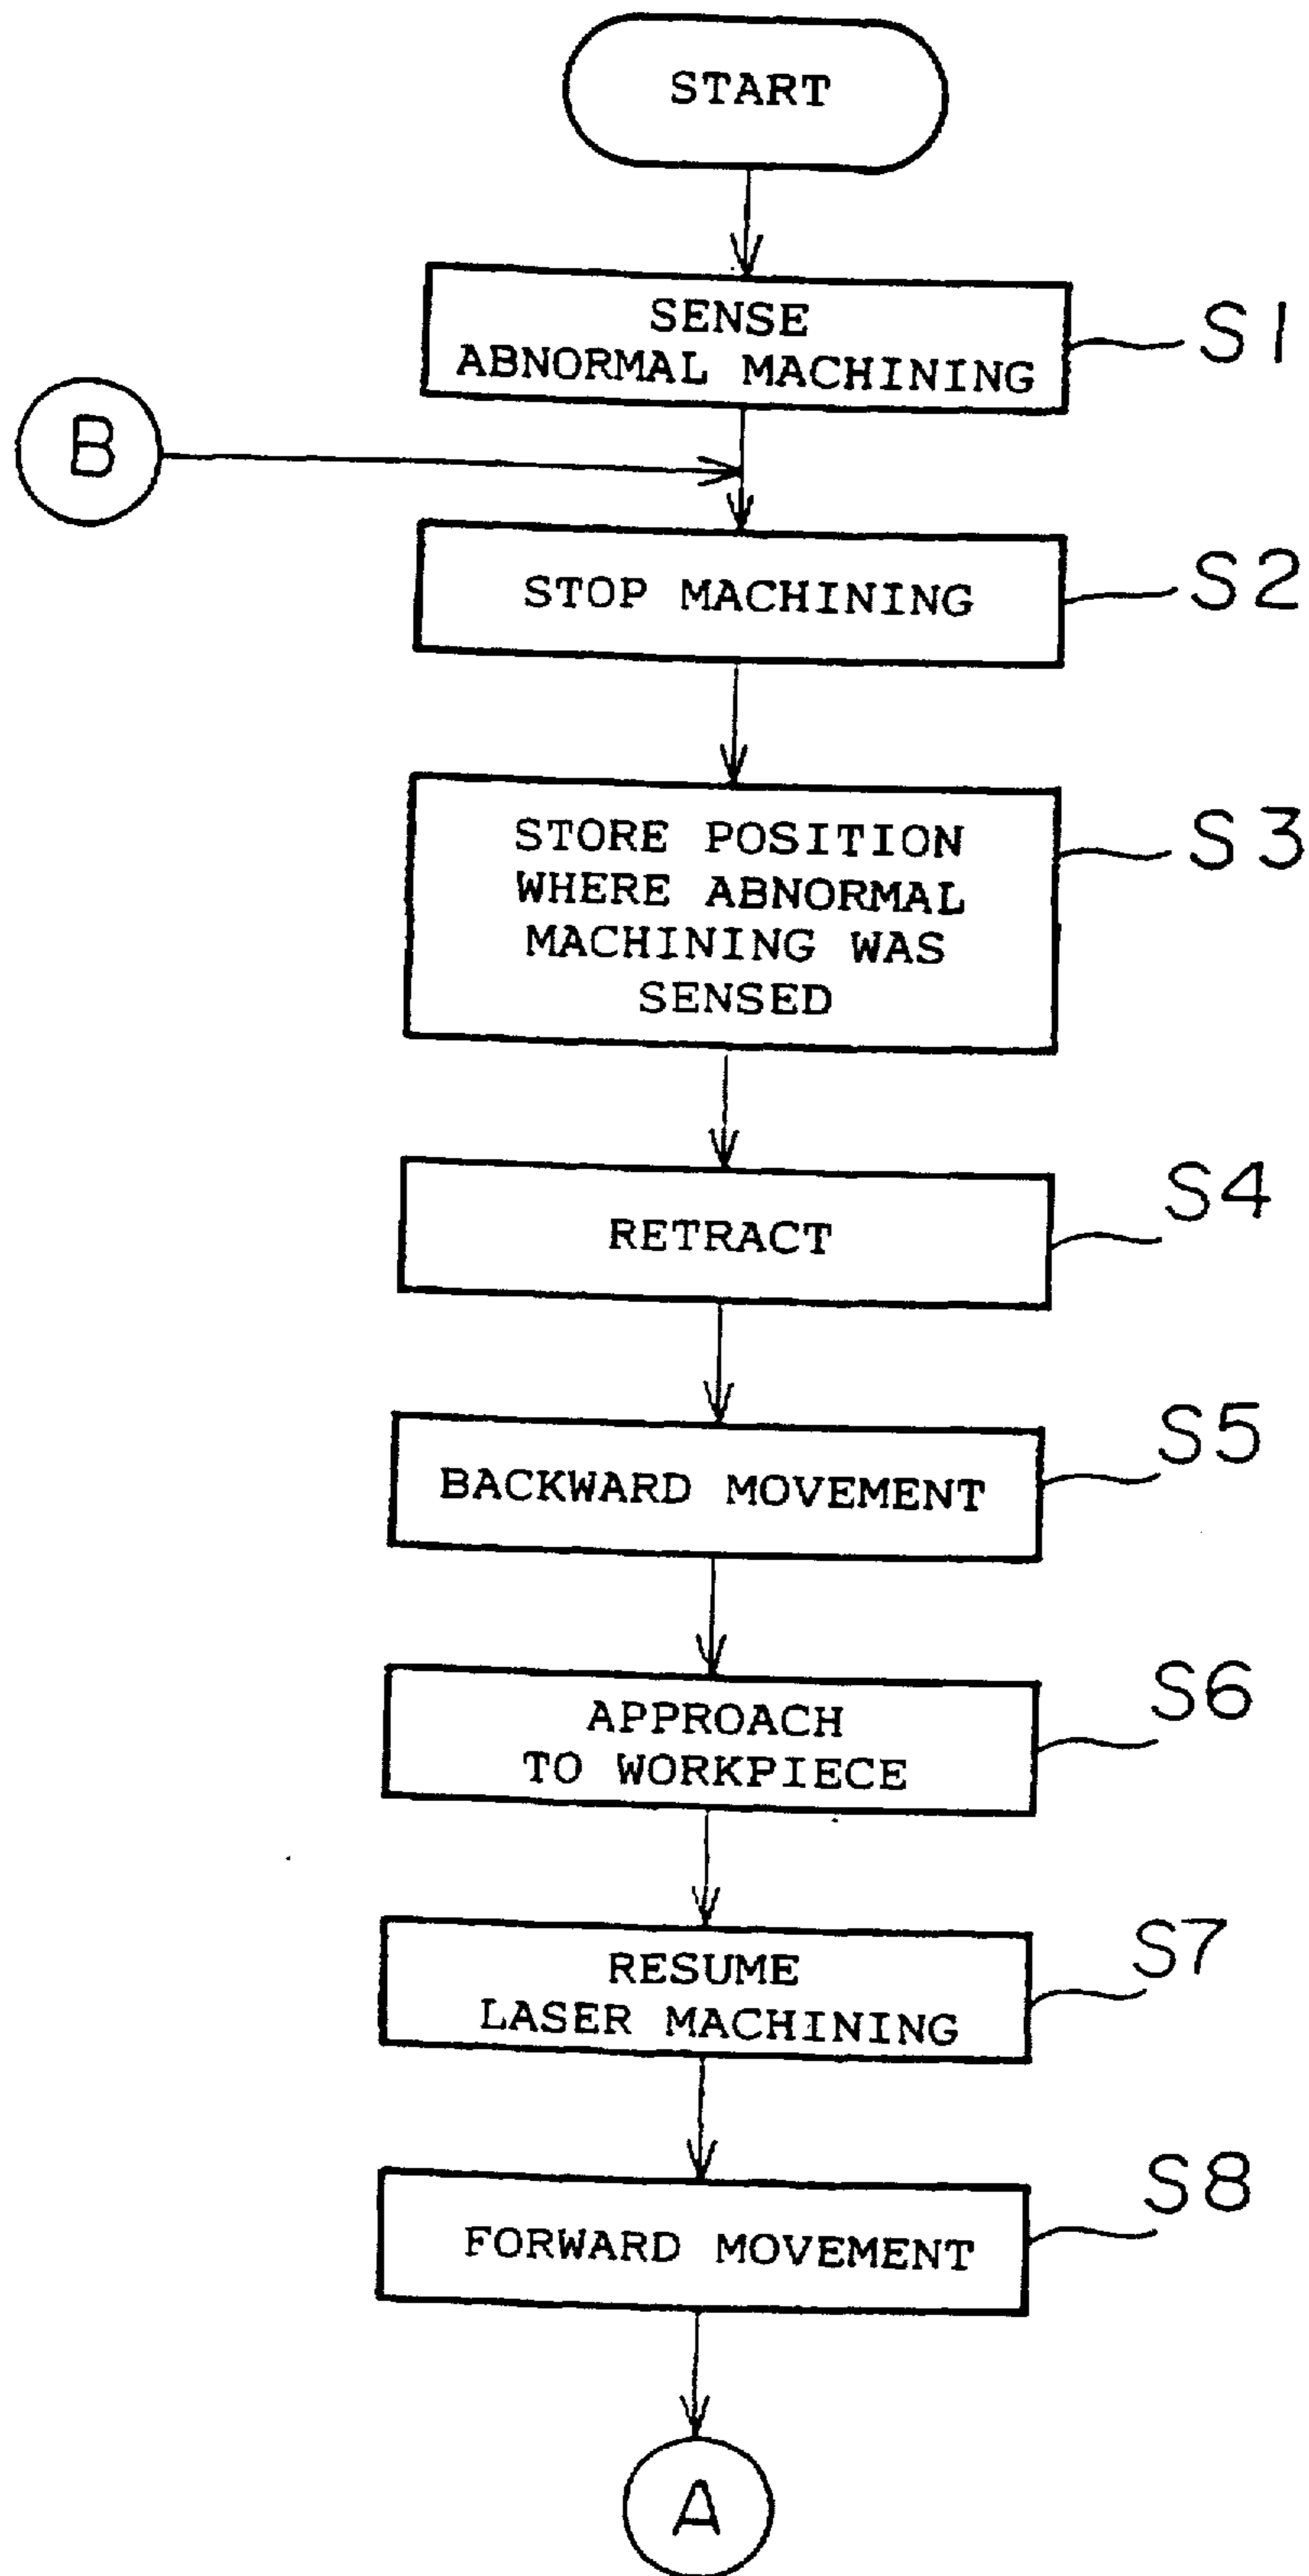 START
SENSE
ABNORMAL MACHINING
S1
B
STOP MACHINING
S2
STORE POSITION
WHERE ABNORMAL
MACHINING WAS
SENSED
S3
RETRACT
S4
BACKWARD MOVEMENT
S5
APPROACH
TO WORKPIECE
S6
RESUME
LASER MACHINING
S7
FORWARD MOVEMENT
S8
A